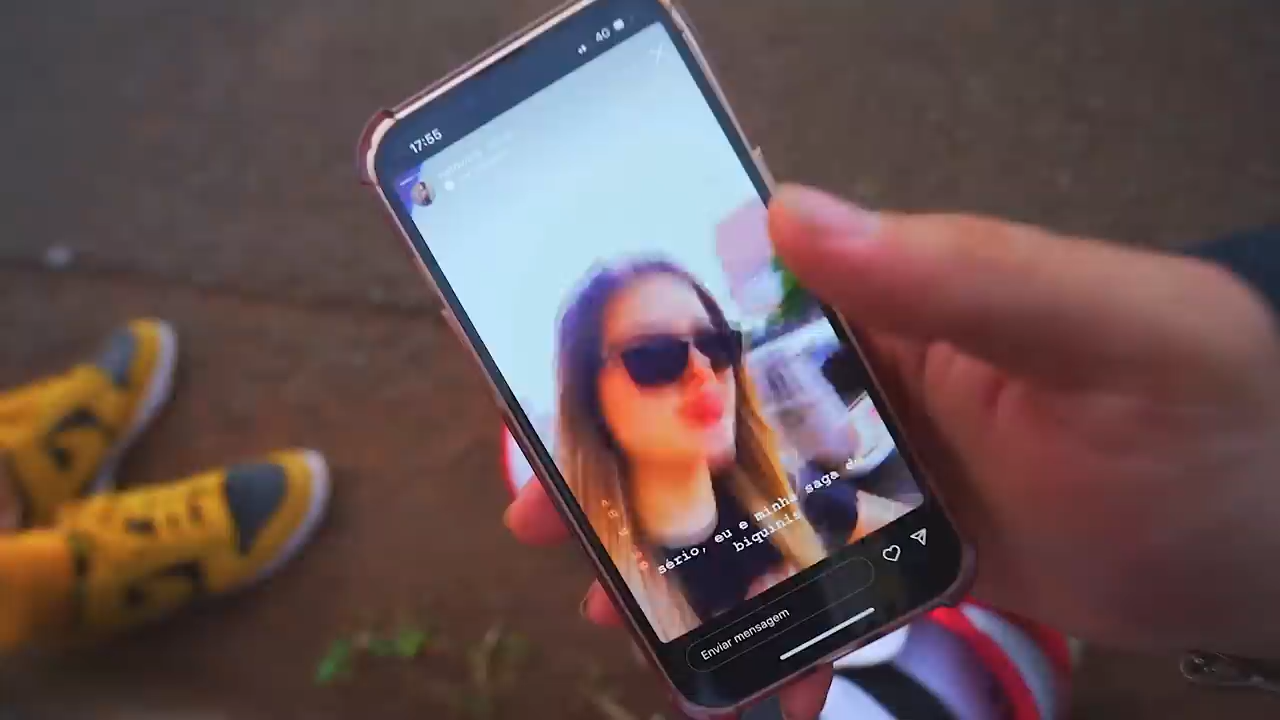 4G
17:55
sério, eu e minha saga de
biquinis
Enviar mensagem